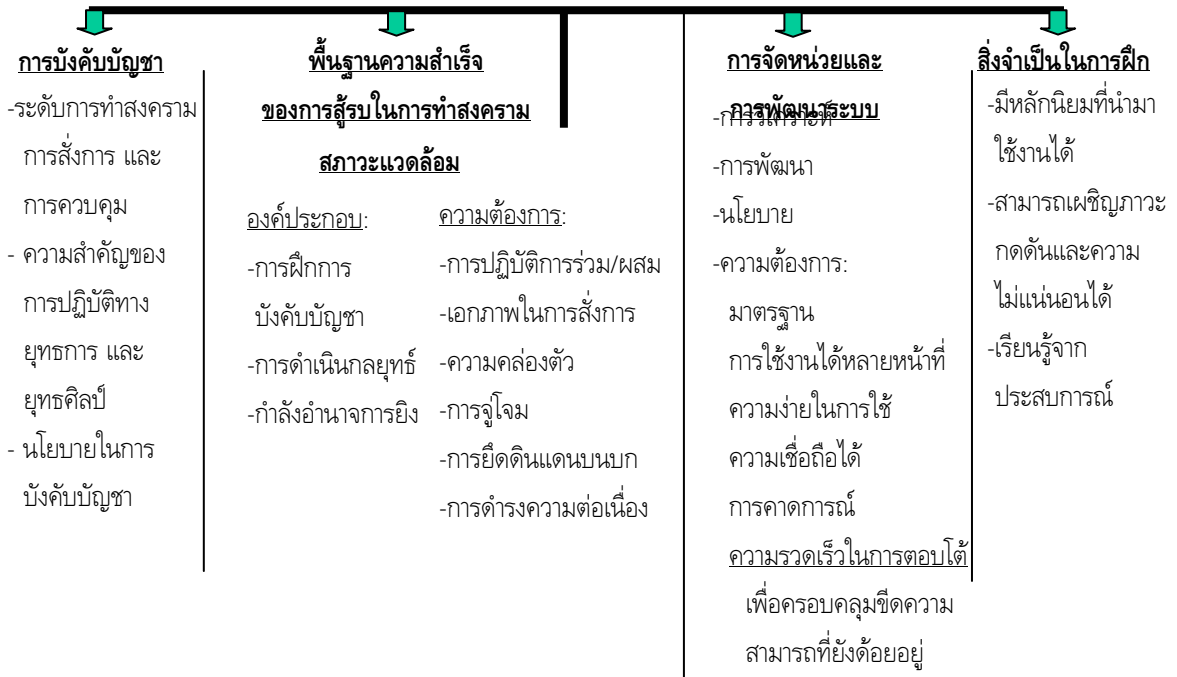 การบังคับบัญชา
-ระดับการทำสงคราม
การสั่งการ และ
การควบคุม
- ความสำคัญของ
การปฏิบัติทาง
ยุทธการ และ
ยุทธศิลป์
- นโยบายในการ
บังคับบัญชา
พื้นฐานความสำเร็จ
ของการสู้รบในการทำสงคราม
สภาวะแวดล้อม
องค์ประกอบ:
-การฝึกการ
บังคับบัญชา
-การดำเนินกลยุทธ์
-กำลังอำนาจการยิง
ความต้องการ:
-การปฏิบัติการร่วม/ผสม
-เอกภาพในการสั่งการ
-ความคล่องตัว
-การจู่โจม
-การยึดดินแดนบนบก
-การดำรงความต่อเนื่อง
การจัดหน่วยและ
การพัฒนาระบบ
-การวิเคราะห์
-การพัฒนา
-นโยบาย
-ความต้องการ:
มาตรฐาน
การใช้งานได้หลายหน้าที่
ความง่ายในการใช้
ความเชื่อถือได้
การคาดการณ์
ความรวดเร็วในการตอบโต้
เพื่อครอบคลุมขีดความ
สามารถที่ยังด้อยอยู่
สิ่งจำเป็นในการฝึก
-มีหลักนิยมที่นำมา
ใช้งานได้
-สามารถเผชิญภาวะ
กดดันและความ
ไม่แน่นอนได้
-เรียนรู้จาก
ประสบการณ์